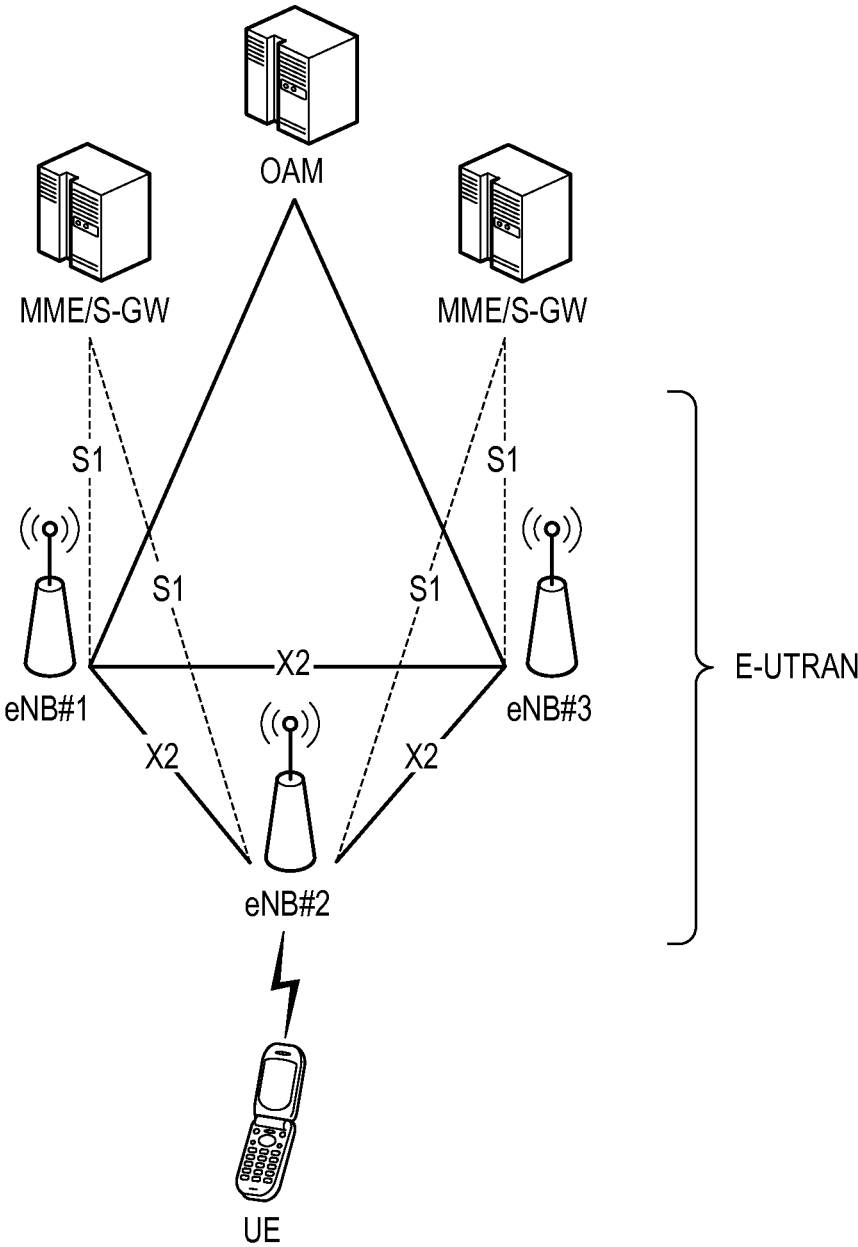 OAM
MME/S-GW
MME/S-GW
S1
S1
S1
S1
X2
E-UTRAN
eNB#1
eNB#3
X2
X2
eNB#2
UE